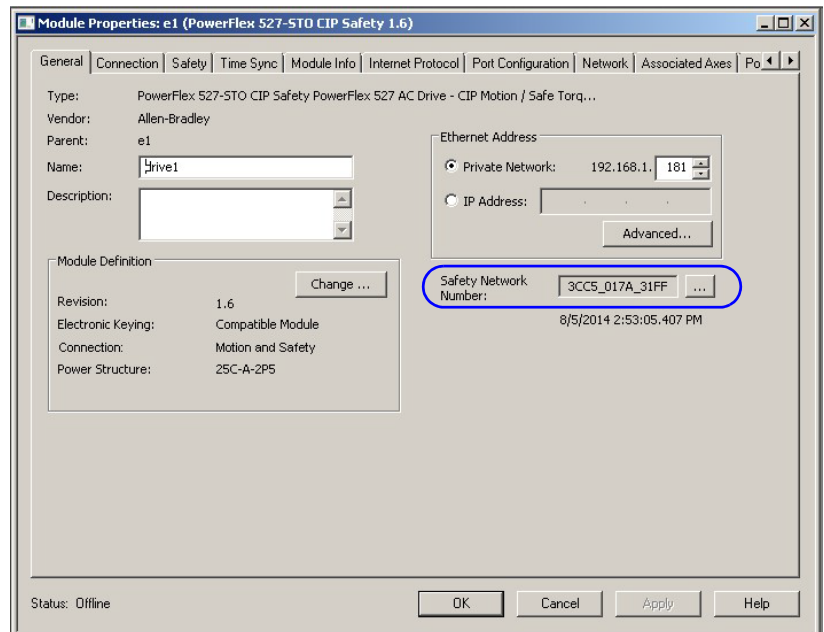 Module Properties: e1 (PowerFlex 527-STO CIP Safety 1.6)
General Connection Safety Time Sync Module Info Internet Protocol Port Configuration Network Associated Axes Po
Type: PowerFlex 527-STO CIP Safety PowerFlex 527 AC Drive - CIP Motion / Safe Torq...
Vendor: Allen-Bradley
Parent: e1
Name: drive1
Description:
Ethernet Address
Private Network: 192.168.1. 181
IP Address: . . .
Advanced...
Module Definition
Change ...
Revision: 1.6
Electronic Keying: Compatible Module
Connection: Motion and Safety
Power Structure: 25C-A-2P5
Safety Network
Number:
3CC5_017A_31FF ...
8/5/2014 2:53:05.407 PM
Status: Offline
OK Cancel Apply Help